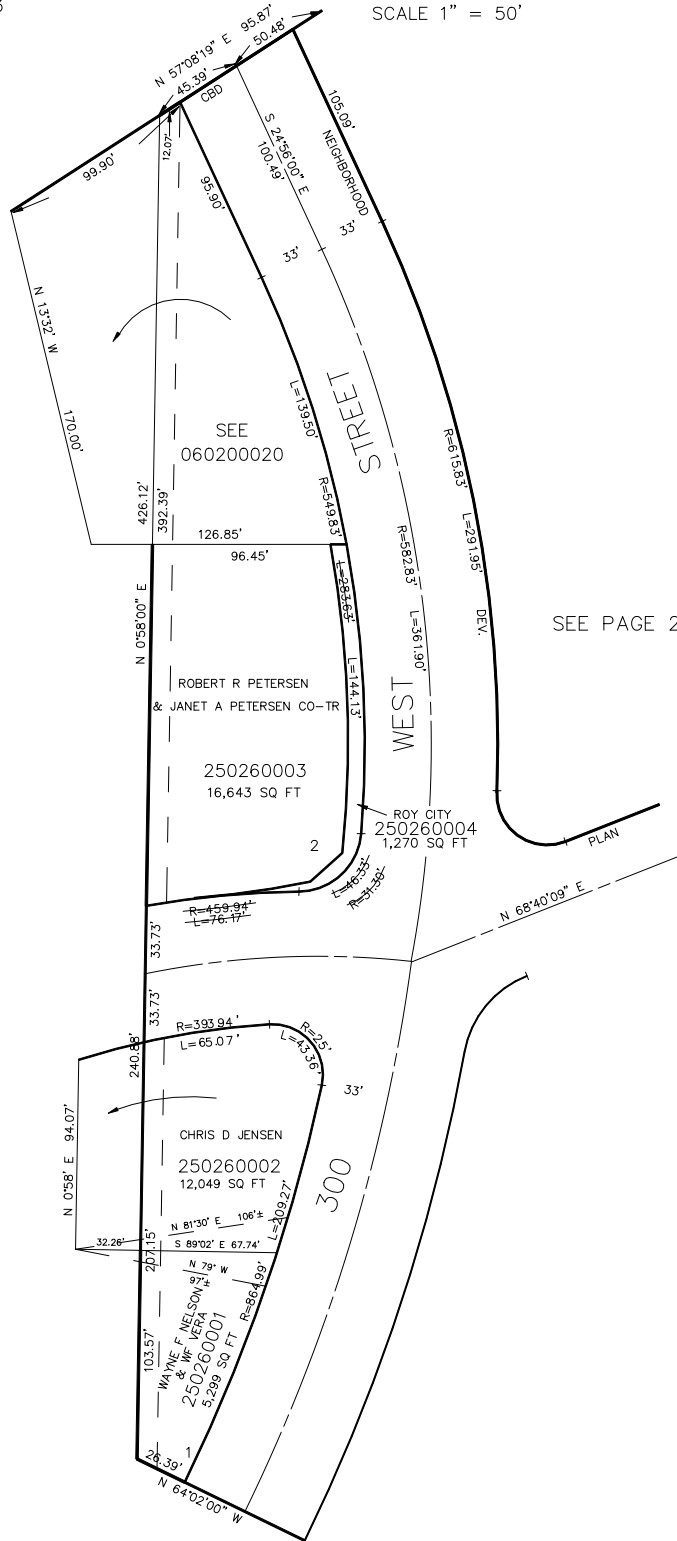 SCALE 1" = 50'
N 57°08'19" E 95.87'
45.39'
50.48'
CBD
99.90'
12.07'
S 24°56'00" E
100.49'
105.09'
NEIGHBORHOOD
95.90'
33'
33'
N 13°32' W
170.00'
L=139.50'
STREET
SEE
060200020
R=615.83'
L=291.95'
DEV.
R=549.83'
426.12'
392.39'
126.85'
96.45'
R=582.83'
L=361.90'
L=283.63'
N 0°58'00" E
SEE PAGE 2
ROBERT R PETERSEN
& JANET A PETERSEN CO-TR
L=144.13'
WEST
250260003
16,643 SQ FT
ROY CITY
250260004
1,270 SQ FT
2
PLAN
L=46.33'
R=31.30'
N 68°40'09" E
R=459.94'
L=76.17'
33.73'
33.73'
R=393.94'
L=65.07'
R=25'
L=43.36'
240.88'
33'
N 0°58' E 94.07'
CHRIS D JENSEN
250260002
12,049 SQ FT
300
L=209.27'
N 81°30' E 106'±
32.26'
S 89°02' E 67.74'
207.15'
N 79° W
97'±
R=864.99'
WAYNE F NELSON
& WF VERA
250260001
5,299 SQ FT
103.57'
1
26.39'
N 64°02'00" W